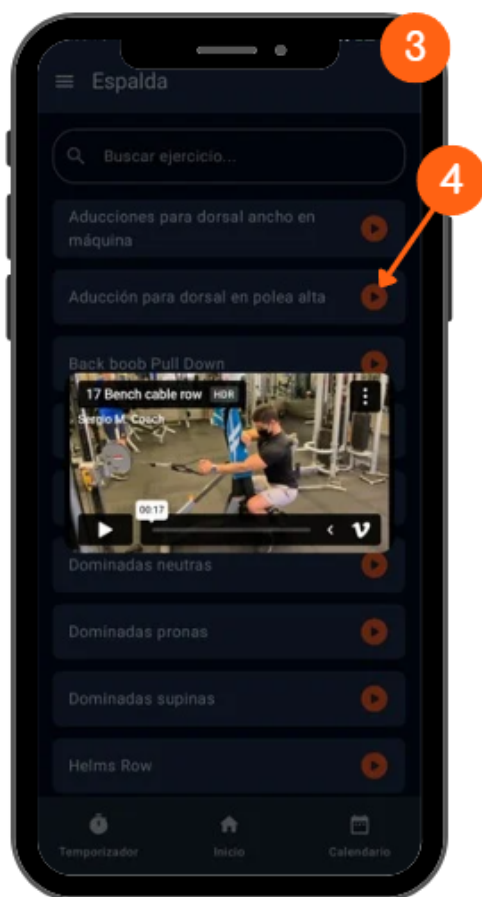 3
Espalda
Buscar ejercicio...
4
Aducciones para dorsal ancho en
máquina
Aducción para dorsal en polea alta
Back boob Pull Down
17 Bench cable row HDR
Sergio M. Coach
00:17
Dominadas neutras
Dominadas pronas
Dominadas supinas
Helms Row
Temporizador Inicio Calendario